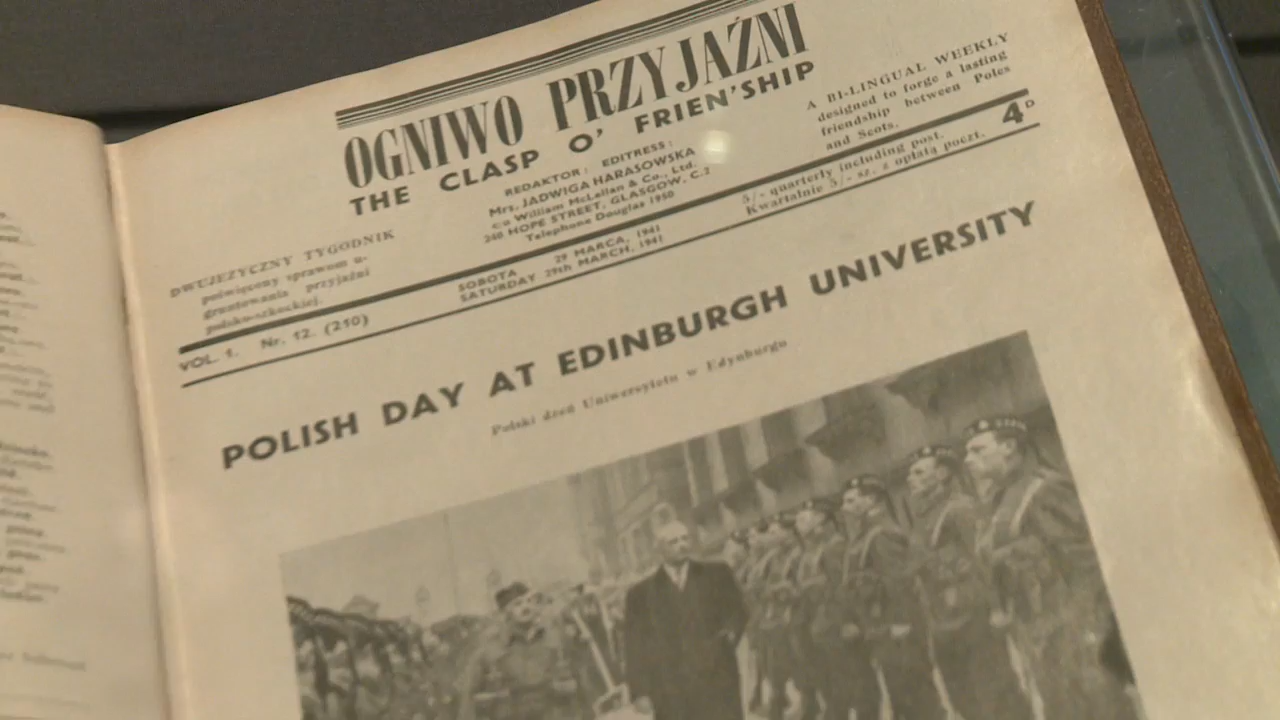 OGNIWO PRZYJAŹNI
THE CLASP O' FRIEN'SHIP
DWUJĘZYCZNY TYGODNIK
poświęcony sprawom u-
gruntowania przyjaźni
polsko-szkockiej.
REDAKTOR: EDITRESS:
Mrs. JADWIGA HARASOWSKA
c/o William McLellan & Co., Ltd.
240 HOPE STREET, GLASGOW, C.2
Telephone Douglas 1950
A BI-LINGUAL WEEKLY
designed to forge a lasting
friendship between Poles
and Scots.
VOL. 1. Nr. 12. (210)
SOBOTA 29 MARCA, 1941
SATURDAY 29th MARCH, 1941
5/- quarterly including post.
Kwartalnie 5/- sz. z opłatą poczt.
4D
POLISH DAY AT EDINBURGH UNIVERSITY
Polski dzeń Uniwersytetu w Edynburgu